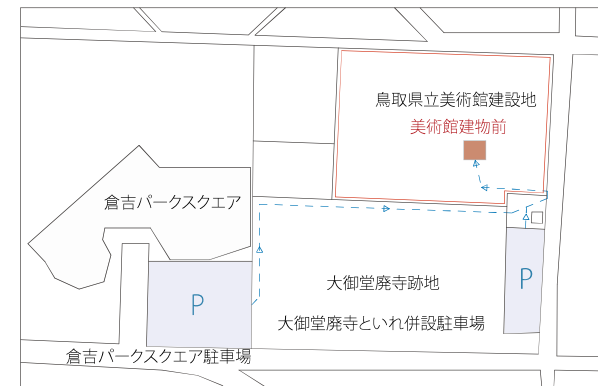 鳥取県立美術館建設地
美術館建物前
倉吉パークスクエア
P
P
大御堂廃寺跡地
大御堂廃寺といれ併設駐車場
倉吉パークスクエア駐車場